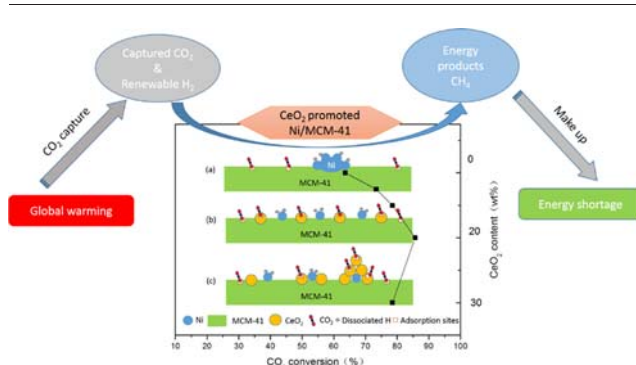 Captured CO₂
&
Renewable H₂
Energy
products
CH₄
CO₂ capture
CeO₂ promoted
Ni/MCM-41
Make up
Global warming
Energy shortage
(a)
Ni
MCM-41
(b)
MCM-41
(c)
MCM-41
Ni MCM-41 CeO₂ CO₂ Dissociated H Adsorption sites
0
10
20
30
CeO₂ content (wt%)
10 20 30 40 50 60 70 80 90 100
CO₂ conversion (%)